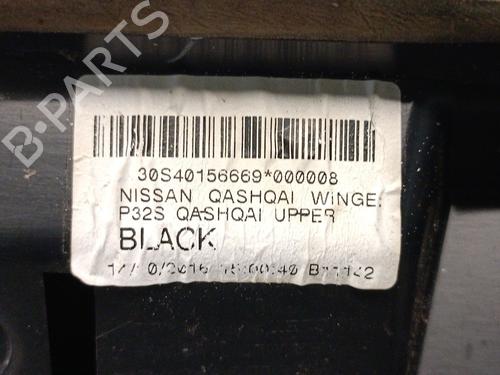 B-PARTS
30S40156669*000008
NISSAN QASHQAI WINGE:
P32S QASHQAI UPPER
BLACK